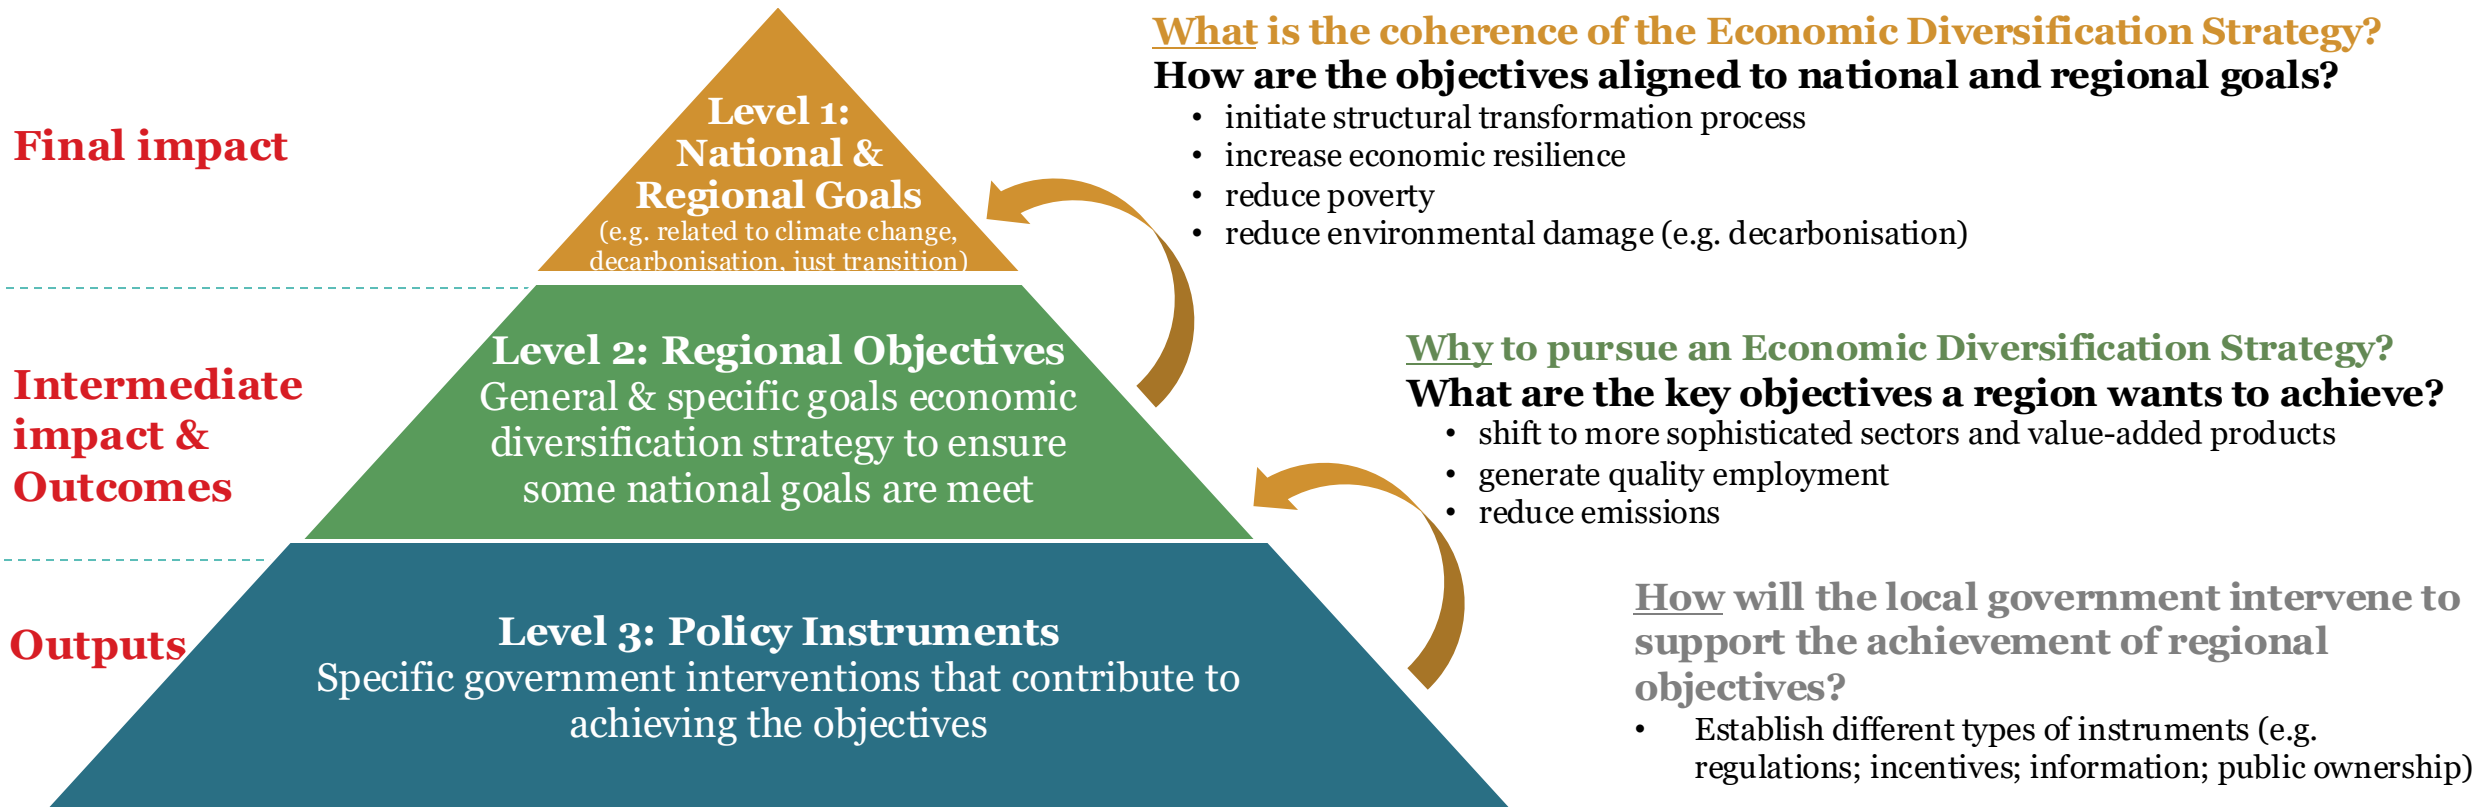 Final impact
Level 1:
National &
Regional Goals
(e.g. related to climate change,
decarbonisation, just transition)
What is the coherence of the Economic Diversification Strategy?
How are the objectives aligned to national and regional goals?
• initiate structural transformation process
• increase economic resilience
• reduce poverty
• reduce environmental damage (e.g. decarbonisation)
Intermediate
impact &
Outcomes
Level 2: Regional Objectives
General & specific goals economic
diversification strategy to ensure
some national goals are meet
Why to pursue an Economic Diversification Strategy?
What are the key objectives a region wants to achieve?
• shift to more sophisticated sectors and value-added products
• generate quality employment
• reduce emissions
Outputs
Level 3: Policy Instruments
Specific government interventions that contribute to
achieving the objectives
How will the local government intervene to
support the achievement of regional
objectives?
• Establish different types of instruments (e.g.
regulations; incentives; information; public ownership)